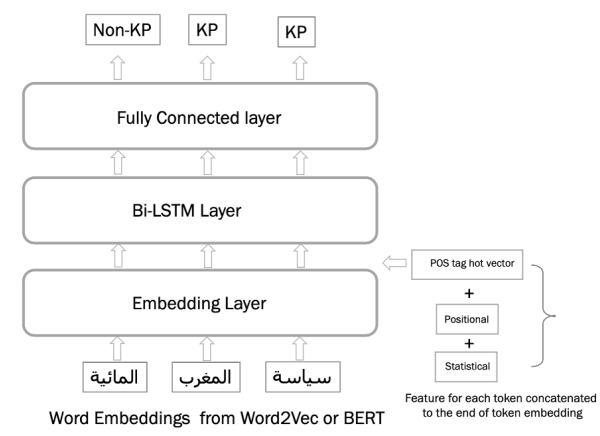 Non-KP
KP
KP
Fully Connected layer
Bi-LSTM Layer
Embedding Layer
المائية
المغرب
سياسة
Word Embeddings from Word2Vec or BERT
POS tag hot vector
+
Positional
+
Statistical
Feature for each token concatenated
to the end of token embedding